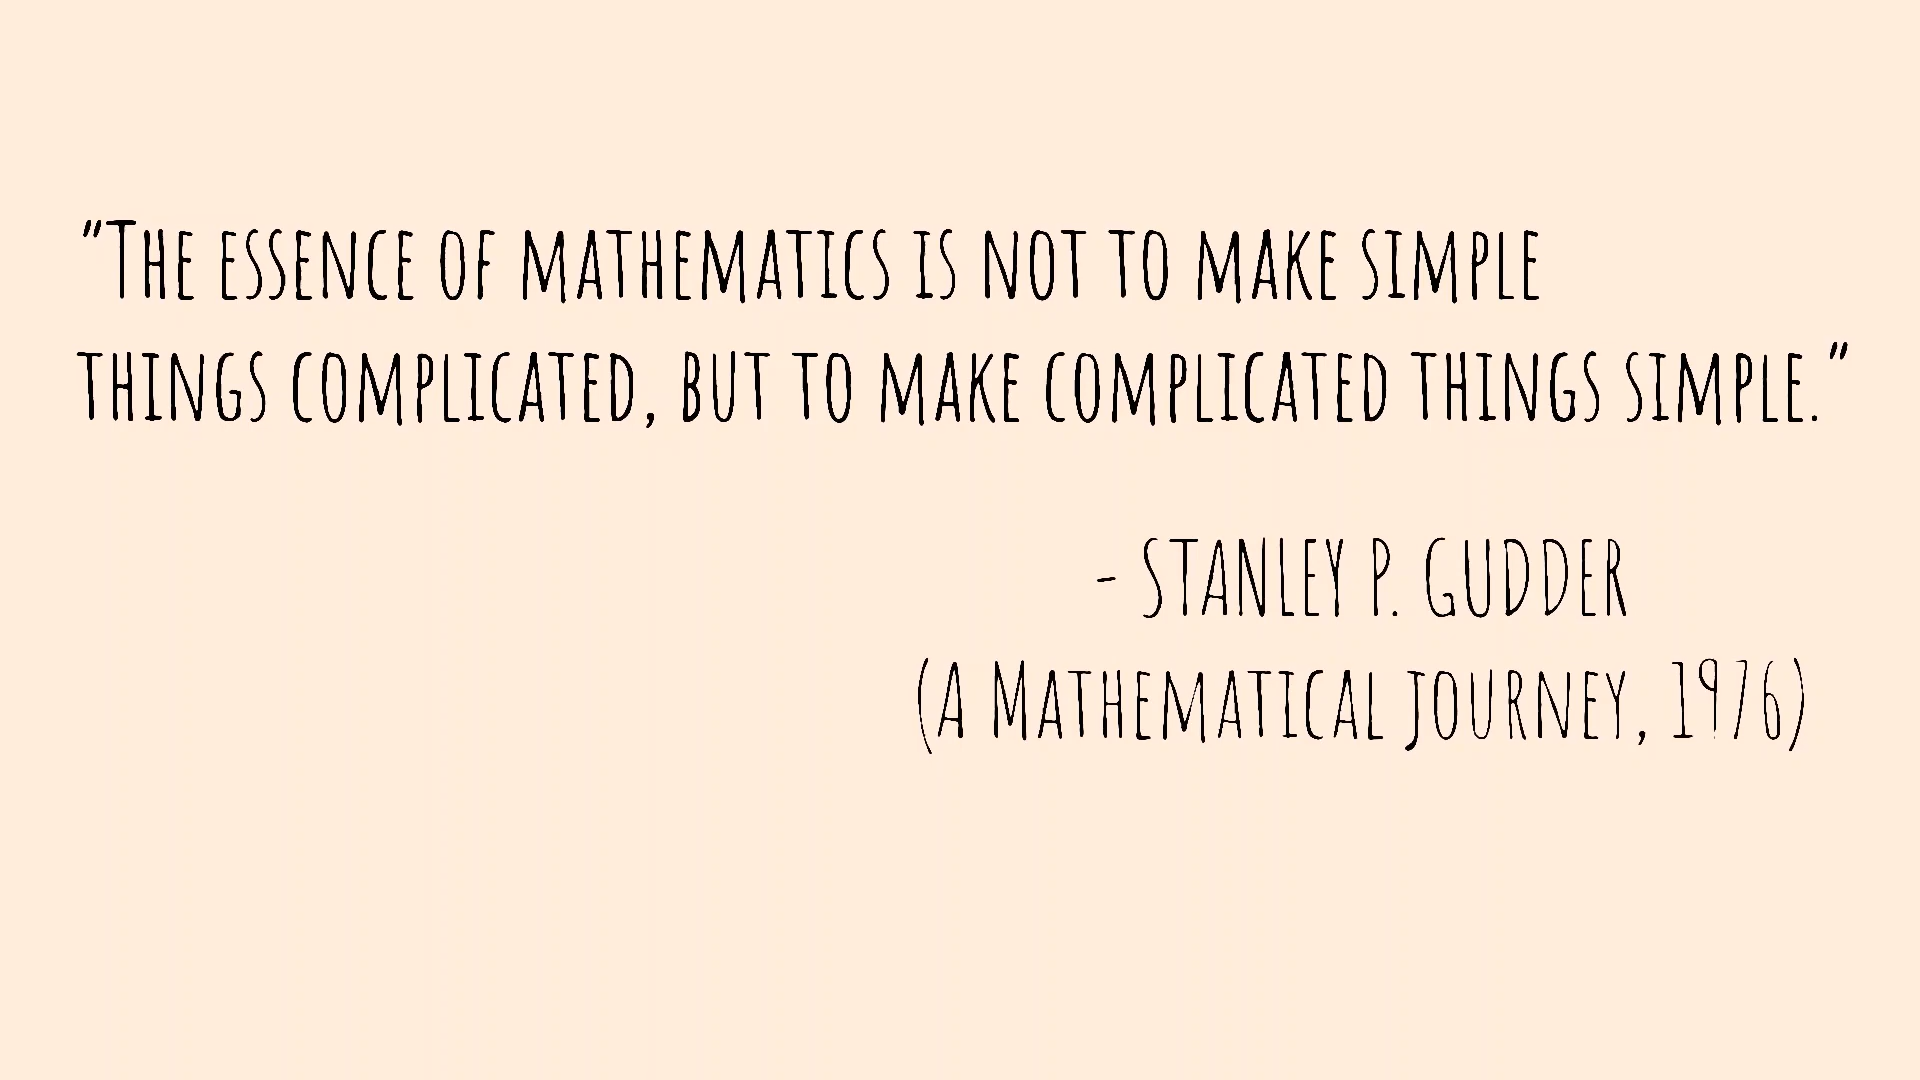 "The essence of mathematics is not to make simple
things complicated, but to make complicated things simple."
- STANLEY P. GUDDER
(A Mathematical journey, 1976)